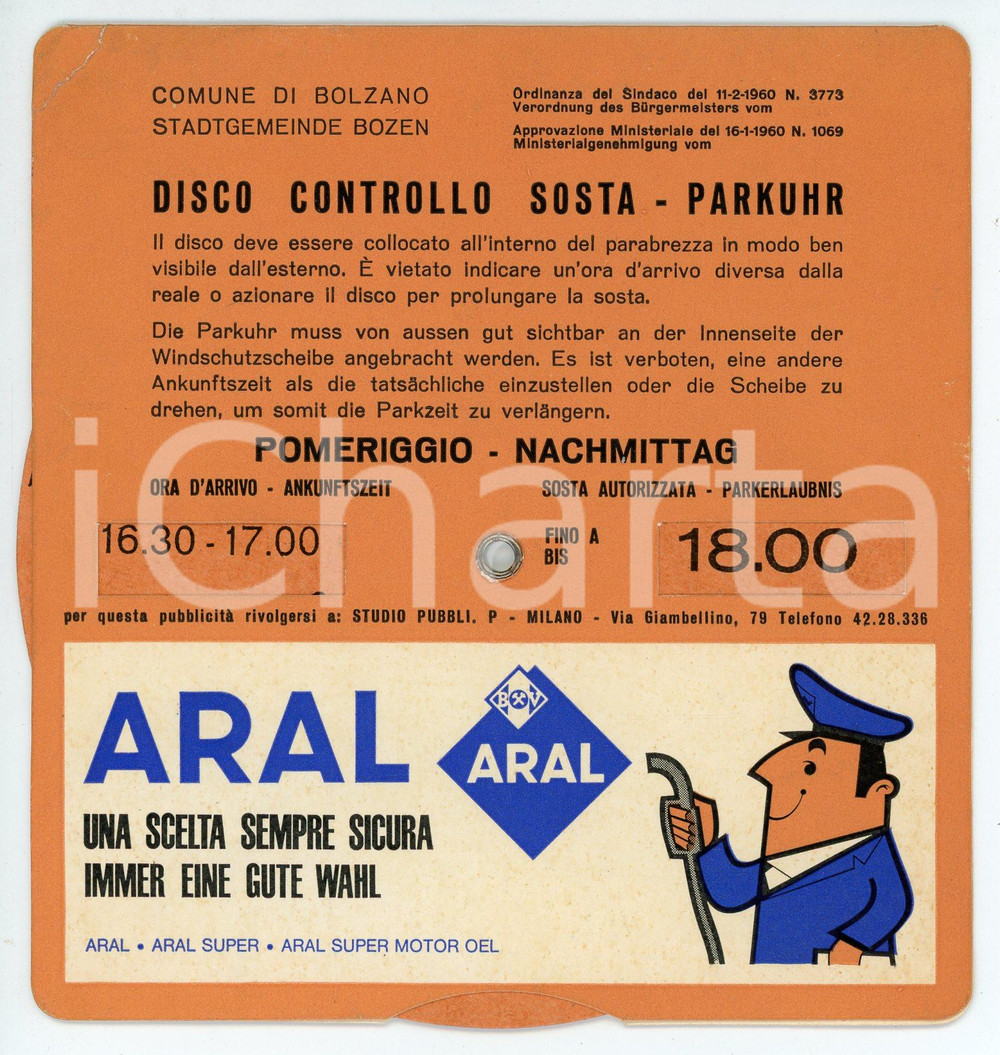 COMUNE DI BOLZANO
STADTGEMEINDE BOZEN
Ordinanza del Sindaco del 11-2-1960 N. 3773
Verordnung des Bürgermeisters vom
Approvazione Ministeriale del 16-1-1960 N. 1069
Ministerialgenehmigung vom
DISCO CONTROLLO SOSTA - PARKUHR
Il disco deve essere collocato all'interno del parabrezza in modo ben
visibile dall'esterno. È vietato indicare un'ora d'arrivo diversa dalla
reale o azionare il disco per prolungare la sosta.
Die Parkuhr muss von aussen gut sichtbar an der Innenseite der
Windschutzscheibe angebracht werden. Es ist verboten, eine andere
Ankunftszeit als die tatsächliche einzustellen oder die Scheibe zu
drehen, um somit die Parkzeit zu verlängern.
POMERIGGIO - NACHMITTAG
ORA D'ARRIVO - ANKUNFTSZEIT
SOSTA AUTORIZZATA - PARKERLAUBNIS
16.30 - 17.00
FINO A
BIS
18.00
iCharta
per questa pubblicità rivolgersi a: STUDIO PUBBLI. P - MILANO - Via Giambellino, 79 Telefono 42.28.336
ARAL
B V
ARAL
UNA SCELTA SEMPRE SICURA
IMMER EINE GUTE WAHL
ARAL • ARAL SUPER • ARAL SUPER MOTOR OEL